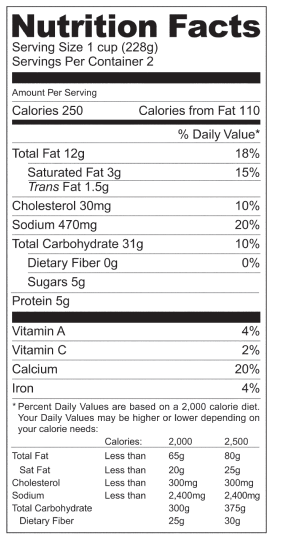 Nutrition Facts
Serving Size 1 cup (228g)
Servings Per Container 2
Amount Per Serving
Calories 250 Calories from Fat 110
% Daily Value*
Total Fat 12g 18%
Saturated Fat 3g 15%
Trans Fat 1.5g
Cholesterol 30mg 10%
Sodium 470mg 20%
Total Carbohydrate 31g 10%
Dietary Fiber 0g 0%
Sugars 5g
Protein 5g
Vitamin A 4%
Vitamin C 2%
Calcium 20%
Iron 4%
* Percent Daily Values are based on a 2,000 calorie diet.
Your Daily Values may be higher or lower depending on
your calorie needs:
Calories: 2,000 2,500
Total Fat Less than 65g 80g
Sat Fat Less than 20g 25g
Cholesterol Less than 300mg 300mg
Sodium Less than 2,400mg 2,400mg
Total Carbohydrate 300g 375g
Dietary Fiber 25g 30g